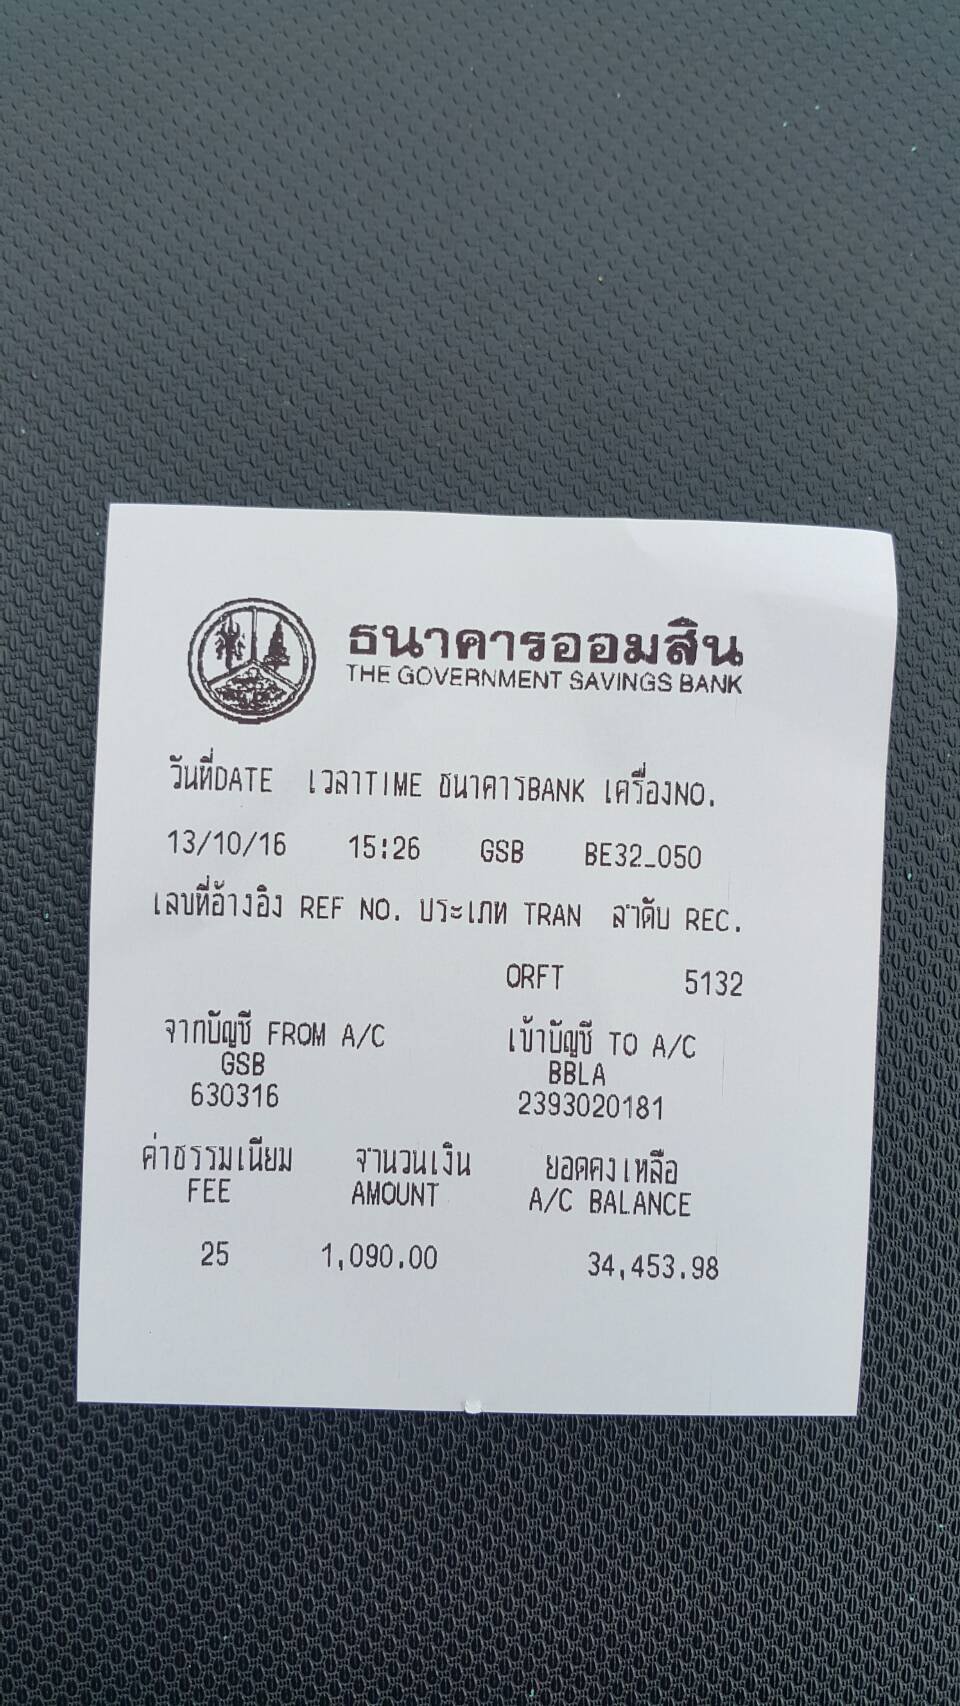 ธนาคารออมสิน
THE GOVERNMENT SAVINGS BANK
วันที่DATE เวลาTIME ธนาคารBANK เครื่องNO.
13/10/16 15:26 GSB BE32_050
เลขที่อ้างอิง REF NO. ประเภท TRAN ลำดับ REC.
ORFT 5132
จากบัญชี FROM A/C เข้าบัญชี TO A/C
GSB BBLA
630316 2393020181
ค่าธรรมเนียม จำนวนเงิน ยอดคงเหลือ
FEE AMOUNT A/C BALANCE
25 1,090.00 34,453.98